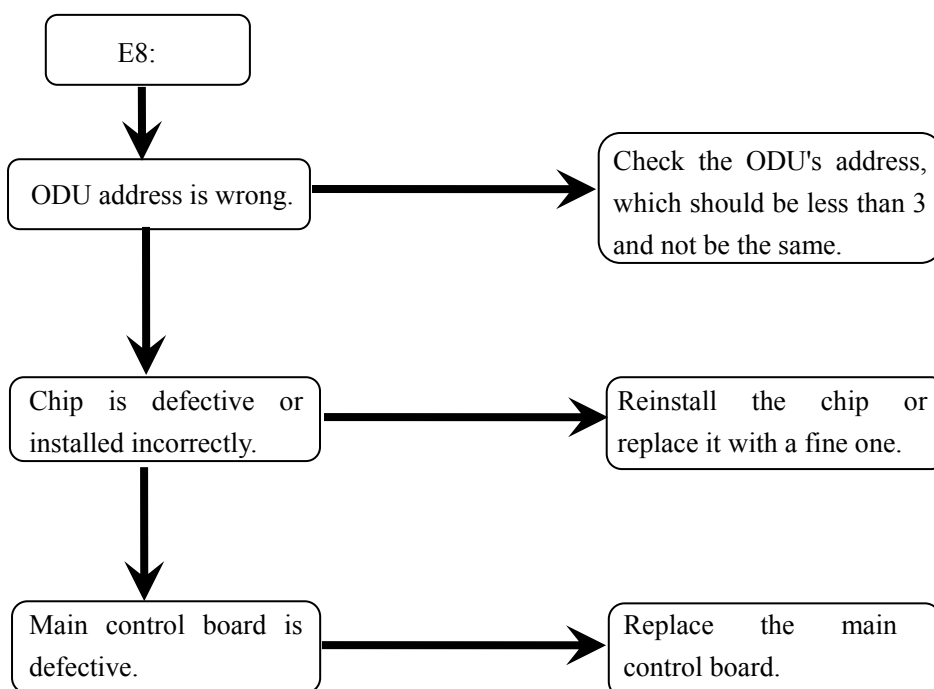 E8:
ODU address is wrong.
Check the ODU's address,
which should be less than 3
and not be the same.
Chip is defective or
installed incorrectly.
Reinstall the chip or
replace it with a fine one.
Main control board is
defective.
Replace the main
control board.